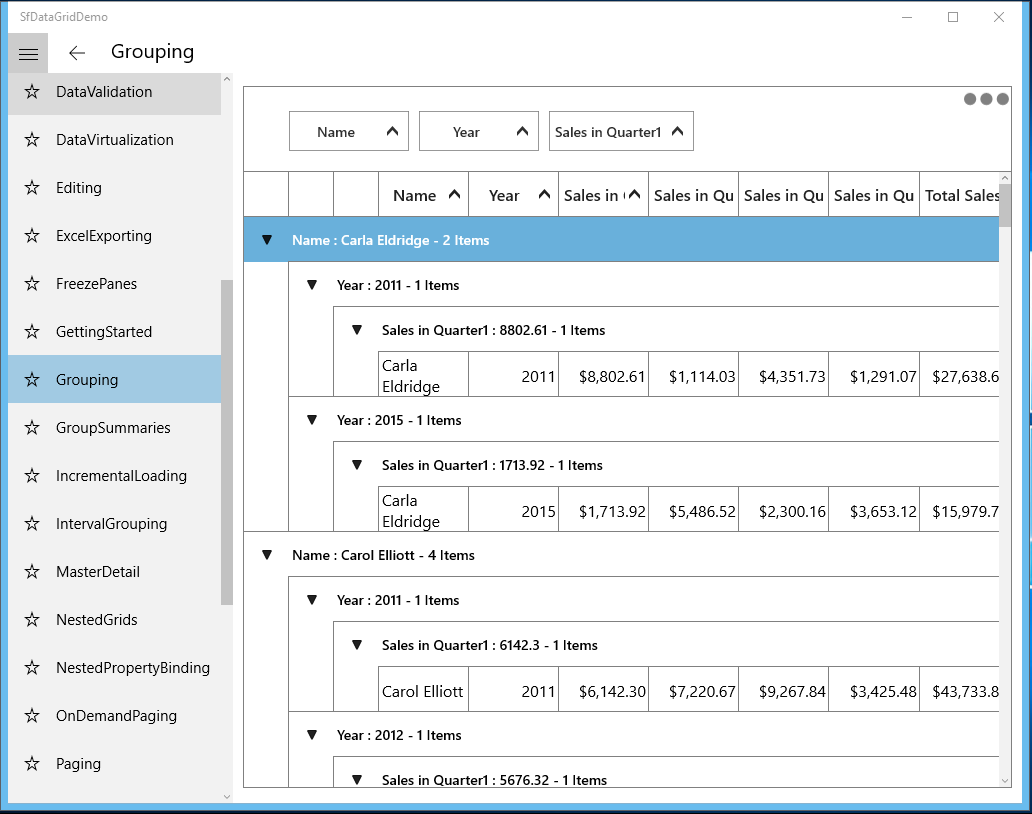 SfDataGridDemo
Grouping
DataValidation
DataVirtualization
Editing
ExcelExporting
FreezePanes
GettingStarted
Grouping
GroupSummaries
IncrementalLoading
IntervalGrouping
MasterDetail
NestedGrids
NestedPropertyBinding
OnDemandPaging
Paging
Name Year Sales in Quarter1
Name Year Sales in Sales in Qu Sales in Qu Sales in Qu Total Sales
Name : Carla Eldridge - 2 Items
Year : 2011 - 1 Items
Sales in Quarter1 : 8802.61 - 1 Items
Carla
Eldridge 2011 $8,802.61 $1,114.03 $4,351.73 $1,291.07 $27,638.6
Year : 2015 - 1 Items
Sales in Quarter1 : 1713.92 - 1 Items
Carla
Eldridge 2015 $1,713.92 $5,486.52 $2,300.16 $3,653.12 $15,979.7
Name : Carol Elliott - 4 Items
Year : 2011 - 1 Items
Sales in Quarter1 : 6142.3 - 1 Items
Carol Elliott 2011 $6,142.30 $7,220.67 $9,267.84 $3,425.48 $43,733.8
Year : 2012 - 1 Items
Sales in Quarter1 : 5676.32 - 1 Items